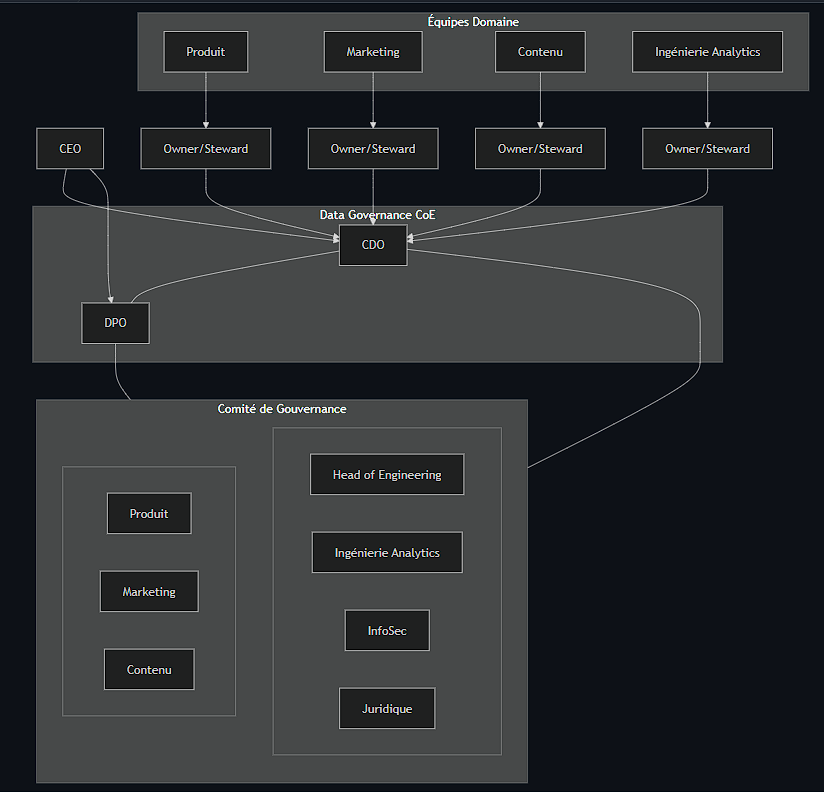 Équipes Domaine
Produit
Marketing
Contenu
Ingénierie Analytics
CEO
Owner/Steward
Owner/Steward
Owner/Steward
Owner/Steward
Data Governance CoE
CDO
DPO
Comité de Gouvernance
Produit
Marketing
Contenu
Head of Engineering
Ingénierie Analytics
InfoSec
Juridique